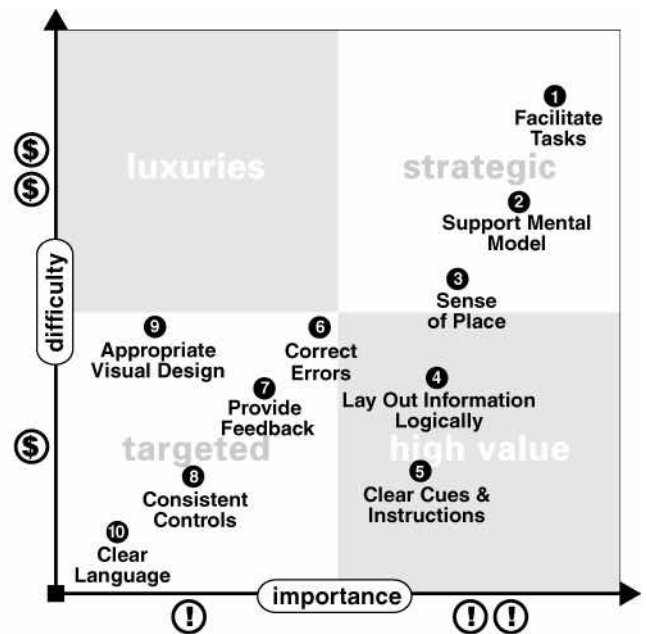 1
Facilitate
Tasks
$
$
luxuries
strategic
2
Support Mental
Model
3
Sense
of Place
difficulty
9
Appropriate
Visual Design
6
Correct
Errors
7
Provide
Feedback
4
Lay Out Information
Logically
$
targeted
high value
8
Consistent
Controls
5
Clear Cues &
Instructions
10
Clear
Language
importance
!
! !